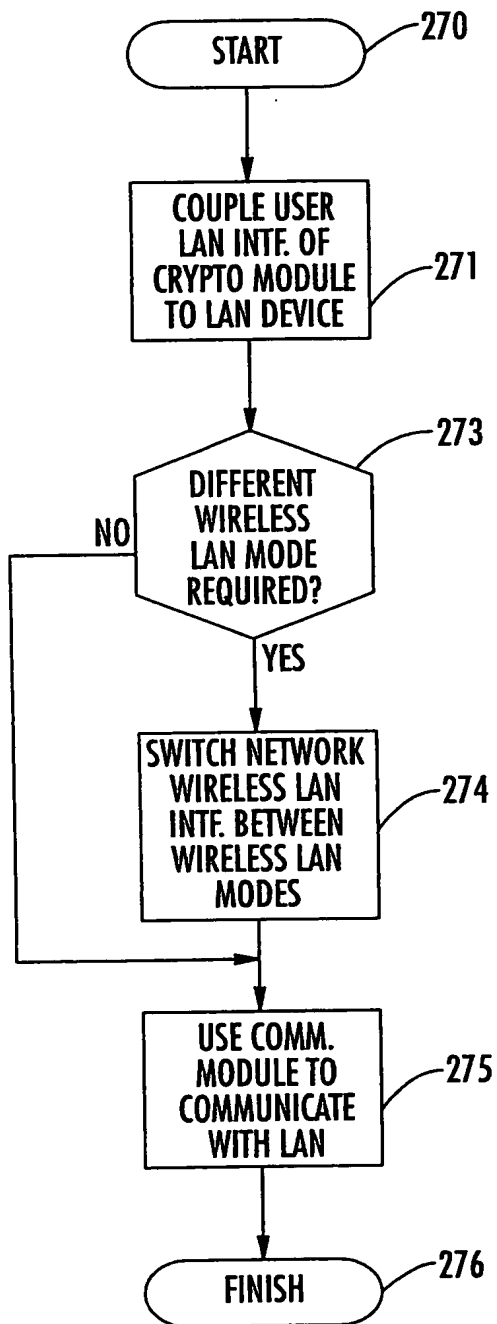 START
270
COUPLE USER
LAN INTF. OF
CRYPTO MODULE
TO LAN DEVICE
271
273
DIFFERENT
WIRELESS
LAN MODE
REQUIRED?
NO
YES
SWITCH NETWORK
WIRELESS LAN
INTF. BETWEEN
WIRELESS LAN
MODES
274
USE COMM.
MODULE TO
COMMUNICATE
WITH LAN
275
FINISH
276